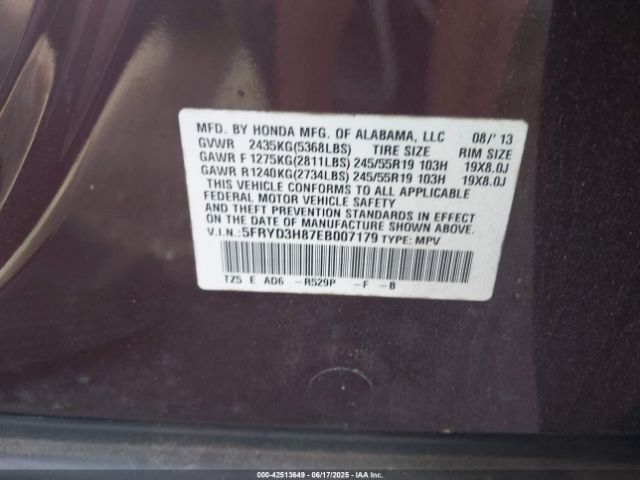 MFD. BY HONDA MFG. OF ALABAMA, LLC 08/'13
GVWR 2435KG(5368LBS) TIRE SIZE RIM SIZE
GAWR F 1275KG(2811LBS) 245/55R19 103H 19X8.0J
GAWR R1240KG(2734LBS) 245/55R19 103H 19X8.0J
THIS VEHICLE CONFORMS TO ALL APPLICABLE
FEDERAL MOTOR VEHICLE SAFETY AND
THEFT PREVENTION STANDARDS IN EFFECT
ON THE DATE OF MANUFACTURE SHOWN ABOVE.
V.I.N.: 5FRYD3H87EB007179 TYPE: MPV
TZ5 E AD6 -R529P -F -B
00-42513649 | 06/17/2025 | IAA Inc.